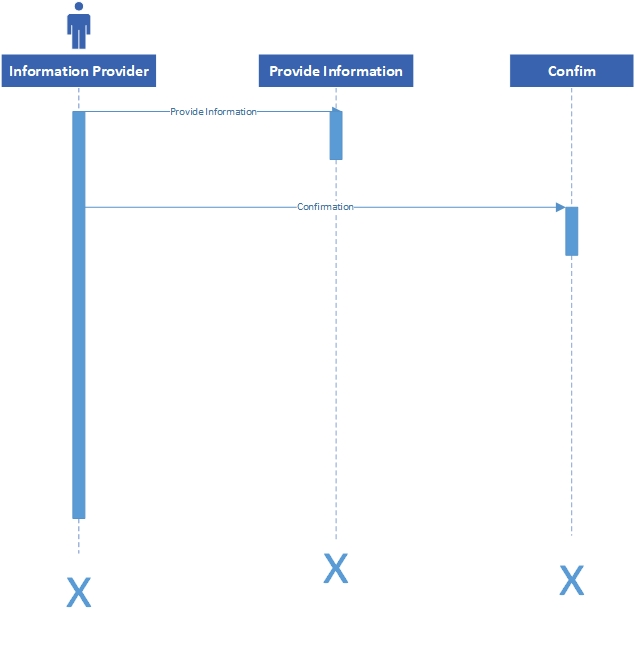 Information Provider
Provide Information
Confim
Provide Information
Confirmation
X
X
X